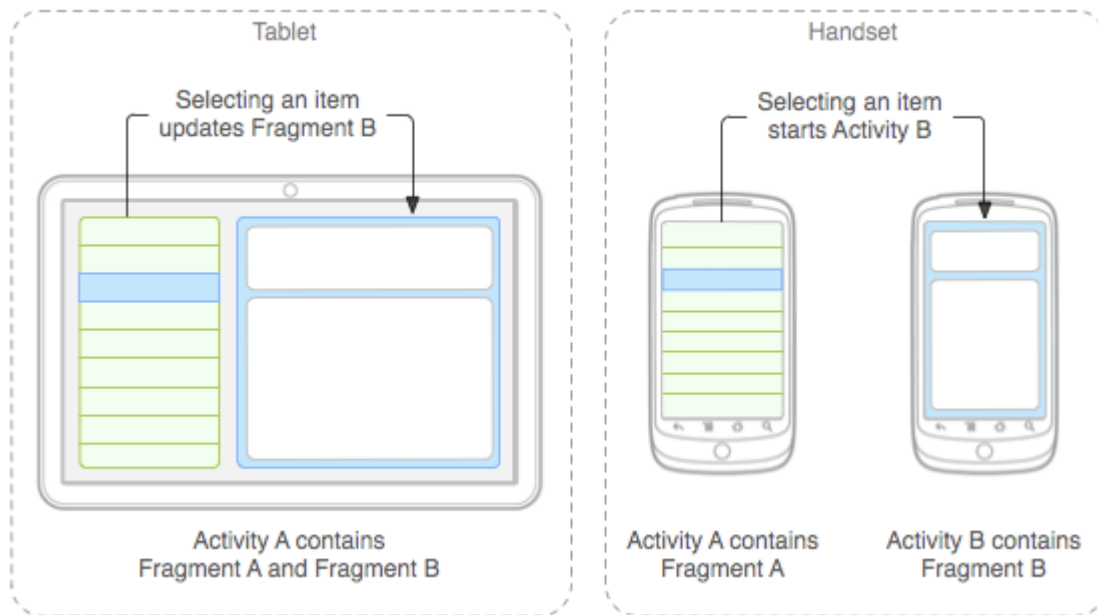 Tablet
Selecting an item
updates Fragment B
Activity A contains
Fragment A and Fragment B
Handset
Selecting an item
starts Activity B
Activity A contains
Fragment A
Activity B contains
Fragment B